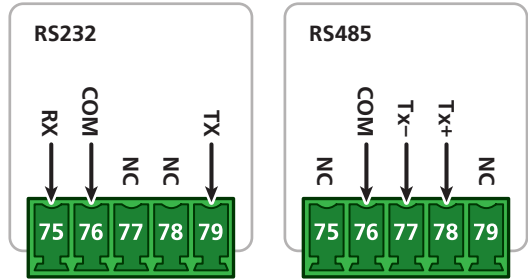 RS232
RX
COM
NC
NC
TX
75 76 77 78 79
RS485
NC
COM
Tx−
Tx+
NC
75 76 77 78 79